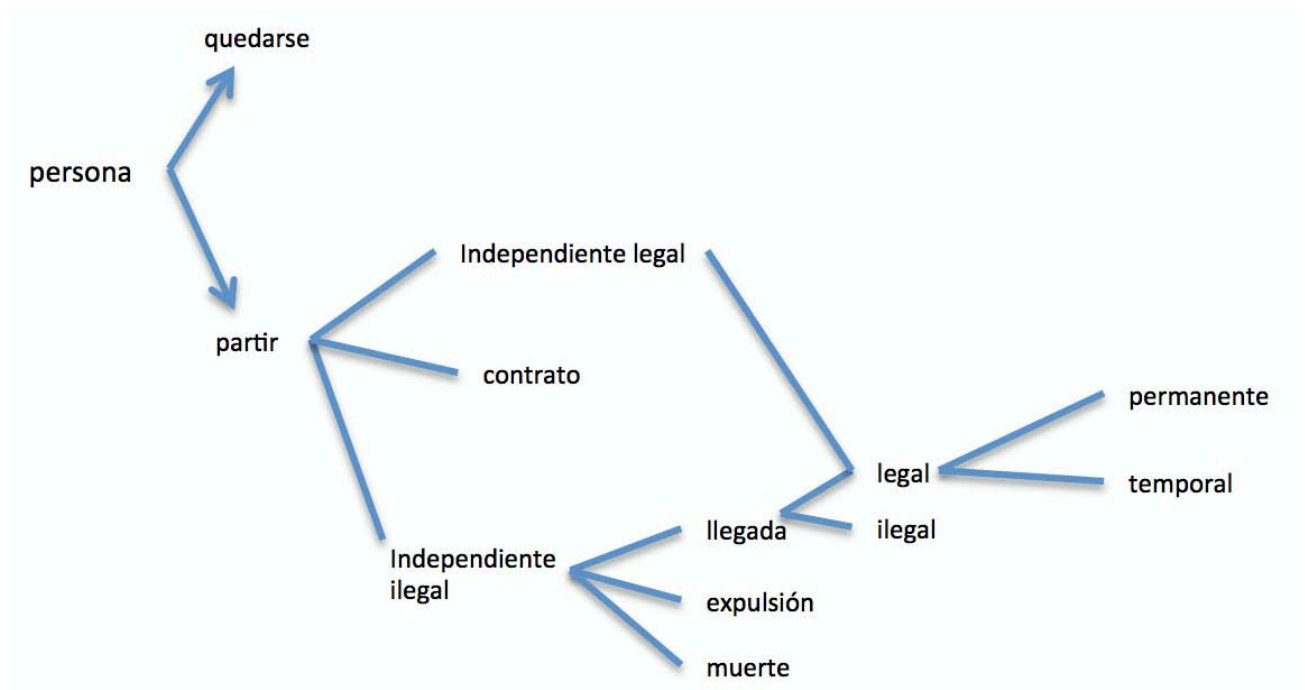 quedarse
persona
Independiente legal
partir
contrato
permanente
legal
temporal
llegada
ilegal
Independiente
ilegal
expulsión
muerte